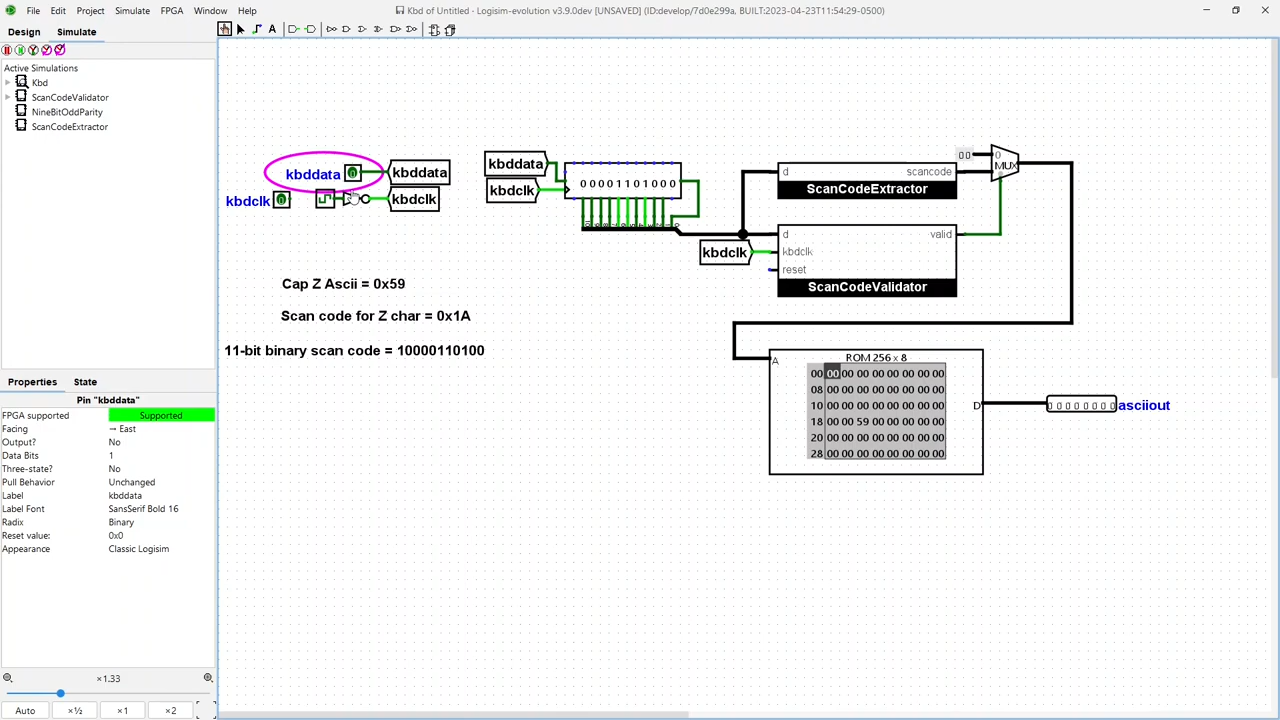 Kbd of Untitled - Logisim-evolution v3.9.0dev [UNSAVED] (ID:develop/7d0e299a, BUILT:2023-04-23T11:54:29-0500)
File Edit Project Simulate FPGA Window Help
Design Simulate
A
Active Simulations
Kbd
ScanCodeValidator
NineBitOddParity
ScanCodeExtractor
kbddata 0 kbddata
kbdclk 0 kbdclk
kbddata
kbdclk
0 0 0 0 1 1 0 1 0 0 0
d scancode
ScanCodeExtractor
00 0
MUX
kbdclk
d valid
kbdclk
reset
ScanCodeValidator
Cap Z Ascii = 0x59
Scan code for Z char = 0x1A
11-bit binary scan code = 10000110100
ROM 256 x 8
A
00 00 00 00 00 00 00 00 00
08 00 00 00 00 00 00 00 00
10 00 00 00 00 00 00 00 00
18 00 00 59 00 00 00 00 00
20 00 00 00 00 00 00 00 00
28 00 00 00 00 00 00 00 00
D
0 0 0 0 0 0 0 0 asciiout
Properties State
Pin "kbddata"
FPGA supported Supported
Facing → East
Output? No
Data Bits 1
Three-state? No
Pull Behavior Unchanged
Label kbddata
Label Font SansSerif Bold 16
Radix Binary
Reset value: 0x0
Appearance Classic Logisim
×1.33
Auto ×½ ×1 ×2